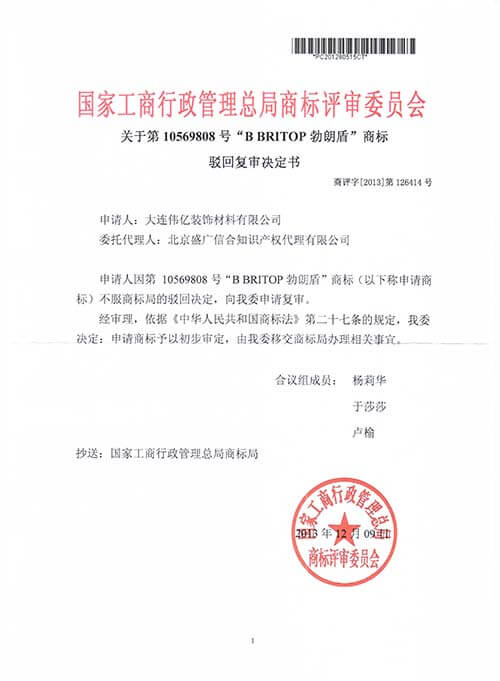 *PC201280515CT*
国家工商行政管理总局商标评审委员会
关于第 10569808 号“B BRITOP 勃朗盾”商标
驳回复审决定书
商评字[2013]第 126414 号
申请人：大连伟亿装饰材料有限公司
委托代理人：北京盛广信合知识产权代理有限公司
申请人因第 10569808 号“B BRITOP 勃朗盾”商标（以下称申请商
标）不服商标局的驳回决定，向我委申请复审。
经审理，依据《中华人民共和国商标法》第二十七条的规定，我委
决定：申请商标予以初步审定，由我委移交商标局办理相关事宜。
合议组成员： 杨莉华
于莎莎
卢榆
抄送：国家工商行政管理总局商标局
国家工商行政管理总局
2013 年 12 月 09 日
商标评审委员会
1